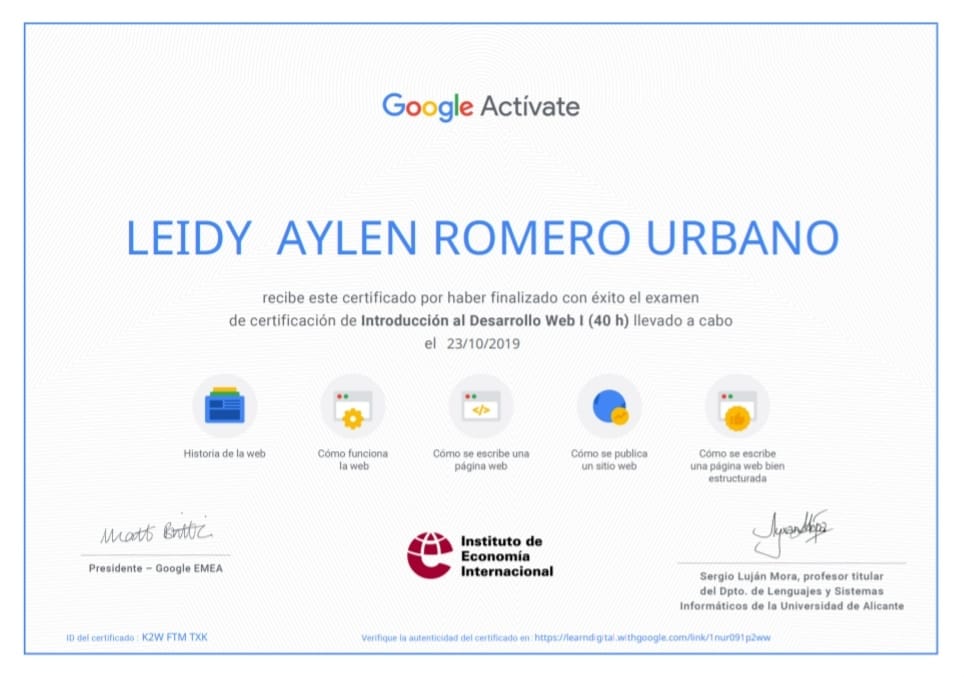 Google Actívate
LEIDY AYLEN ROMERO URBANO
recibe este certificado por haber finalizado con éxito el examen
de certificación de Introducción al Desarrollo Web I (40 h) llevado a cabo
el 23/10/2019
Historia de la web
Cómo funciona
la web
</>
Cómo se escribe una
página web
Cómo se publica
un sitio web
Cómo se escribe
una página web bien
estructurada
Matt Brittin
Presidente – Google EMEA
Instituto de
Economía
Internacional
Sergio Luján Mora, profesor titular
del Dpto. de Lenguajes y Sistemas
Informáticos de la Universidad de Alicante
ID del certificado : K2W FTM TXK
Verifique la autenticidad del certificado en: https://learndigital.withgoogle.com/link/1nur091p2ww